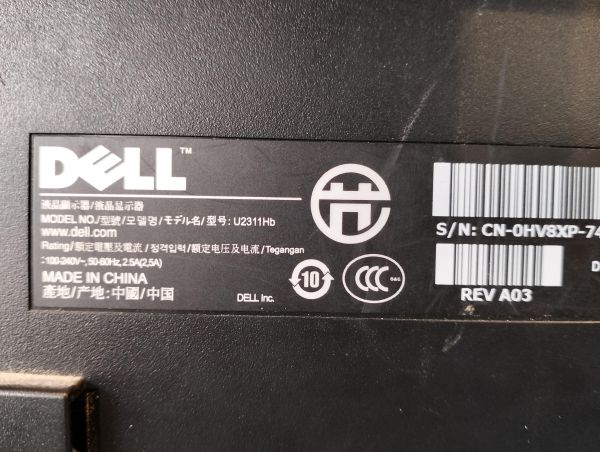 DELL™
液晶顯示器/液晶显示器
MODEL NO./型號/모델명/モデル名/型号: U2311Hb
www.dell.com
Rating/額定電壓及電流/정격입력/额定电压及电流/Tegangan
:100-240V~,50-60Hz, 2.5A(2,5A)
MADE IN CHINA
產地/产地: 中國/中国
DELL Inc.
10
CCC
S/N: CN-0HV8XP-74
REV A03
D